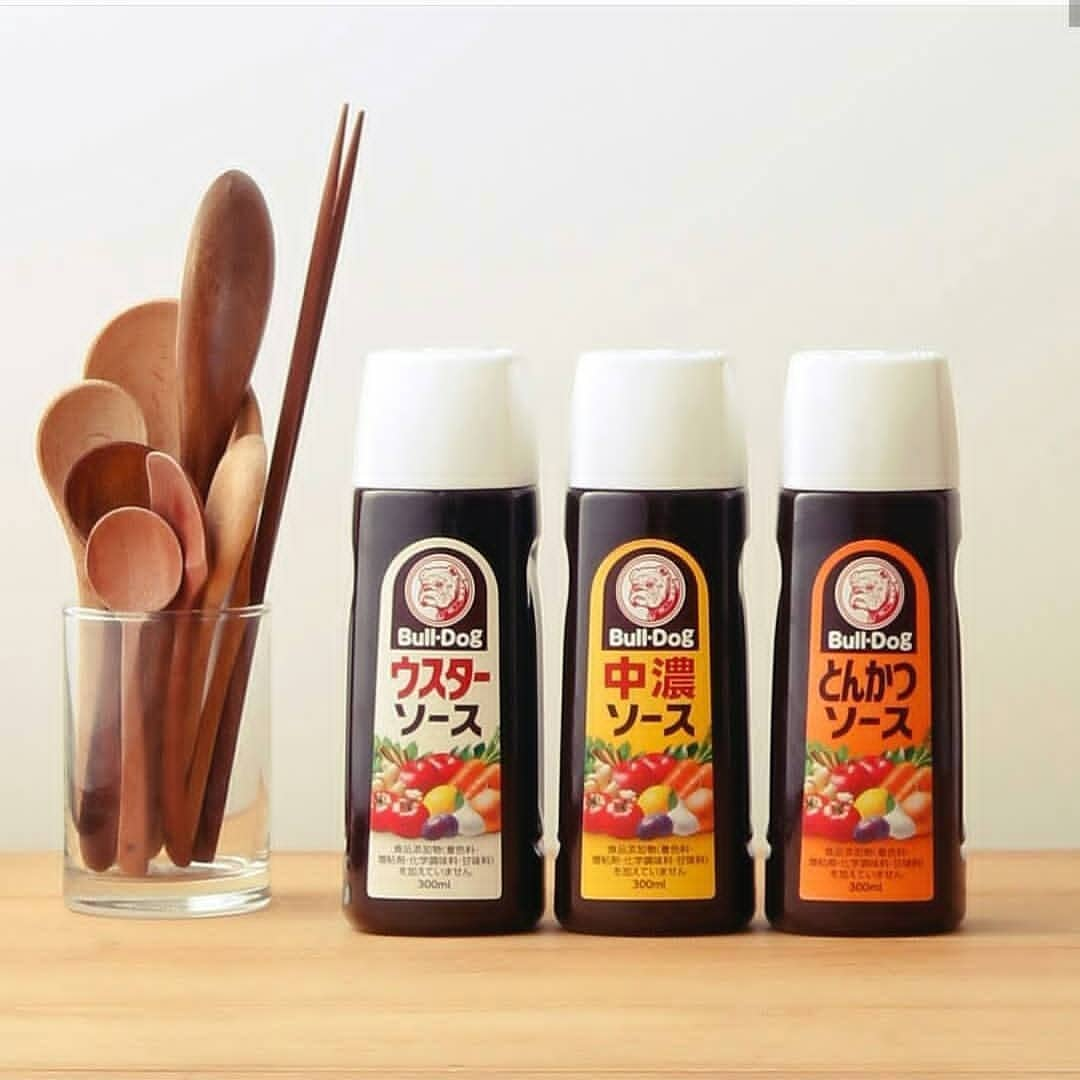 Bull-Dog
ウスター
ソース
食品添加物(着色料・
増粘剤・化学調味料・甘味料)
を加えていません
300ml
Bull-Dog
中濃
ソース
食品添加物(着色料・
増粘剤・化学調味料・甘味料)
を加えていません
300ml
Bull-Dog
とんかつ
ソース
食品添加物(着色料・
増粘剤・化学調味料・甘味料)
を加えていません
300ml